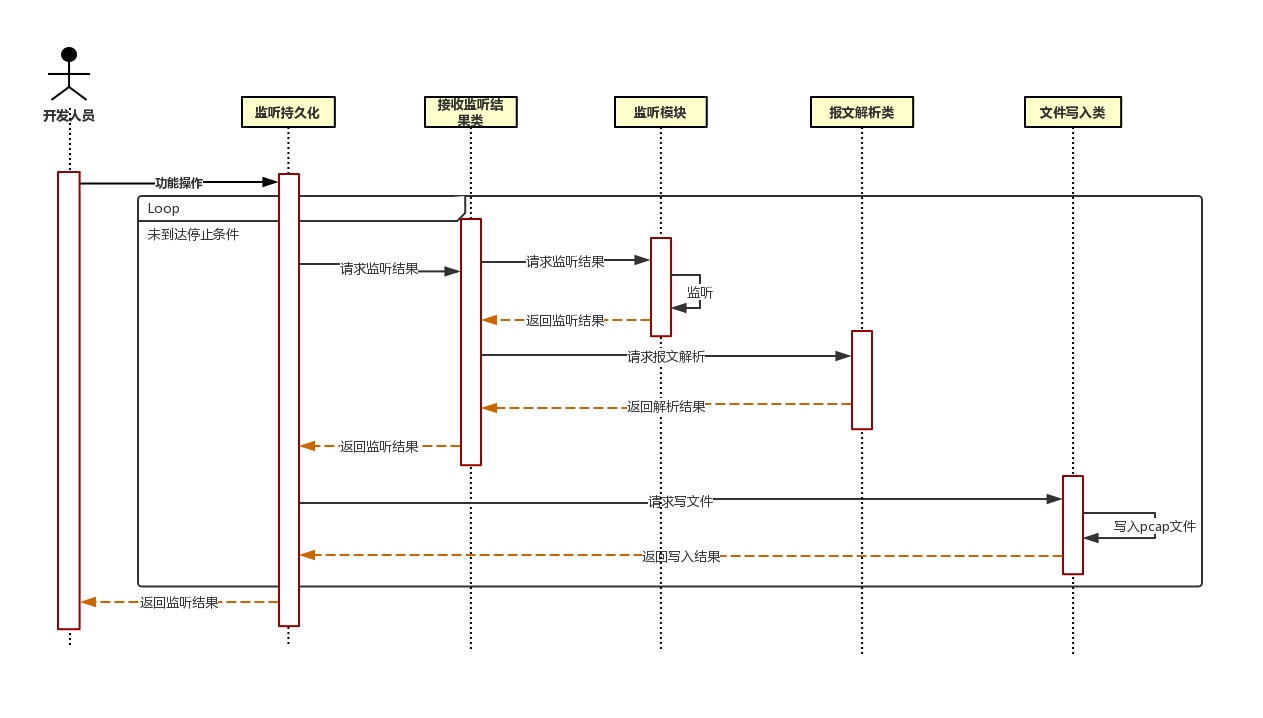 开发人员
监听持久化
接收监听结
果类
监听模块
报文解析类
文件写入类
功能操作
Loop
未到达停止条件
请求监听结果
请求监听结果
监听
返回监听结果
请求报文解析
返回解析结果
返回监听结果
请求写文件
写入pcap文件
返回写入结果
返回监听结果